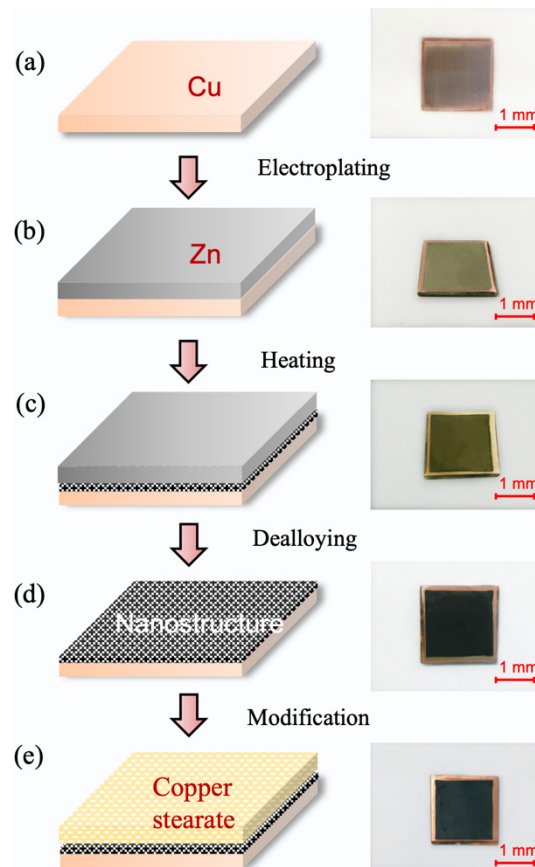 (a)
Cu
1 mm
Electroplating
(b)
Zn
1 mm
Heating
(c)
1 mm
Dealloying
(d)
Nanostructure
1 mm
Modification
(e)
Copper
stearate
1 mm